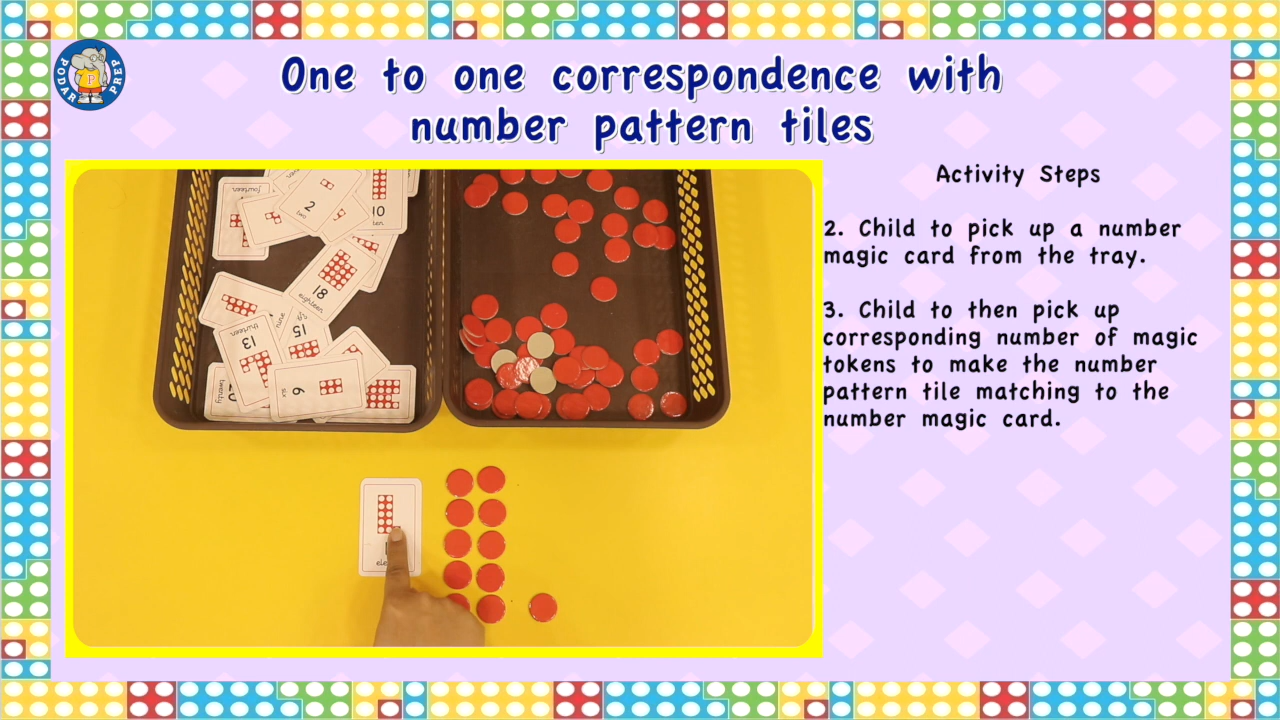 PODAR PREP
P
One to one correspondence with
number pattern tiles
Activity Steps
2. Child to pick up a number
magic card from the tray.
3. Child to then pick up
corresponding number of magic
tokens to make the number
pattern tile matching to the
number magic card.
fourteen
2
two
10
ten
18
eighteen
nine
15
thirteen
13
6
six
twenty